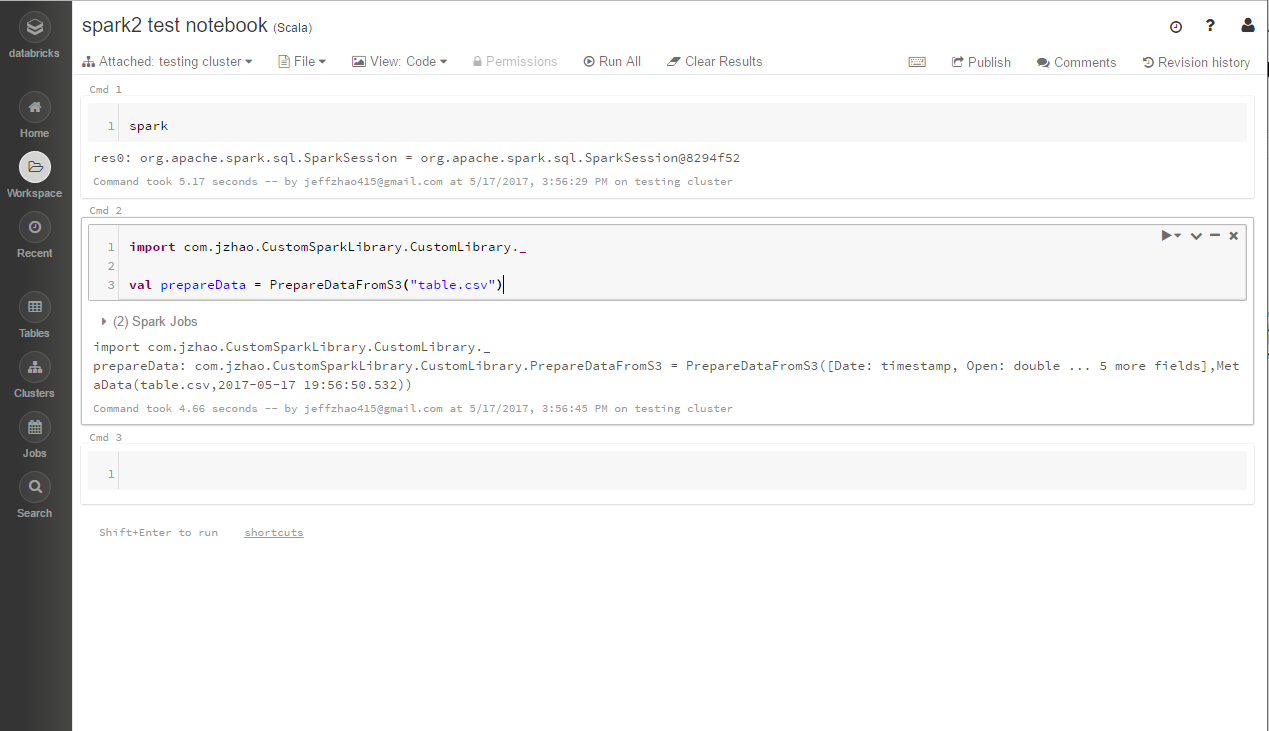 spark2 test notebook (Scala)
databricks
Attached: testing cluster File View: Code Permissions Run All Clear Results Publish Comments Revision history
Home
Workspace
Recent
Tables
Clusters
Jobs
Search
Cmd 1
1 spark
res0: org.apache.spark.sql.SparkSession = org.apache.spark.sql.SparkSession@8294f52
Command took 5.17 seconds -- by jeffzhao415@gmail.com at 5/17/2017, 3:56:29 PM on testing cluster
Cmd 2
1 import com.jzhao.CustomSparkLibrary.CustomLibrary._
2
3 val prepareData = PrepareDataFromS3("table.csv")
(2) Spark Jobs
import com.jzhao.CustomSparkLibrary.CustomLibrary._
prepareData: com.jzhao.CustomSparkLibrary.CustomLibrary.PrepareDataFromS3 = PrepareDataFromS3([Date: timestamp, Open: double ... 5 more fields],Met
aData(table.csv,2017-05-17 19:56:50.532))
Command took 4.66 seconds -- by jeffzhao415@gmail.com at 5/17/2017, 3:56:45 PM on testing cluster
Cmd 3
1
Shift+Enter to run shortcuts